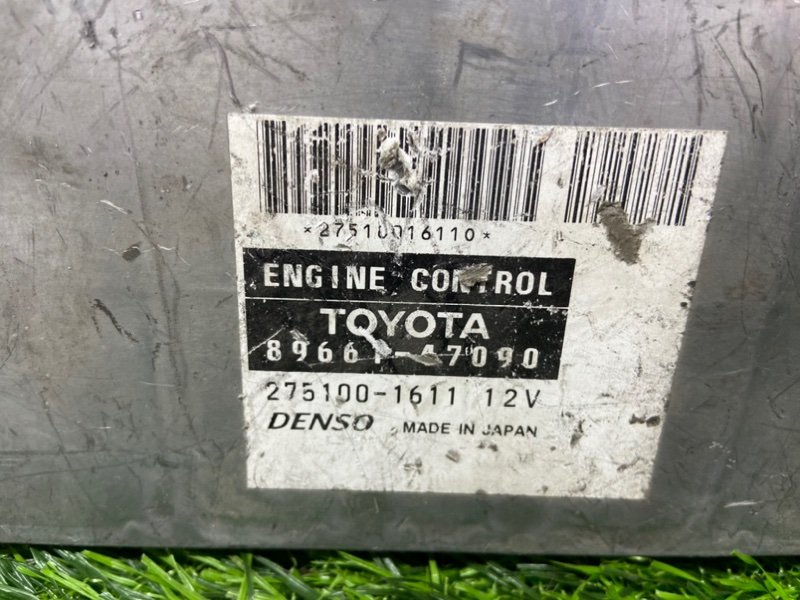 *27510016110*
ENGINE CONTROL
TOYOTA
89661-47090
275100-1611 12V
DENSO MADE IN JAPAN